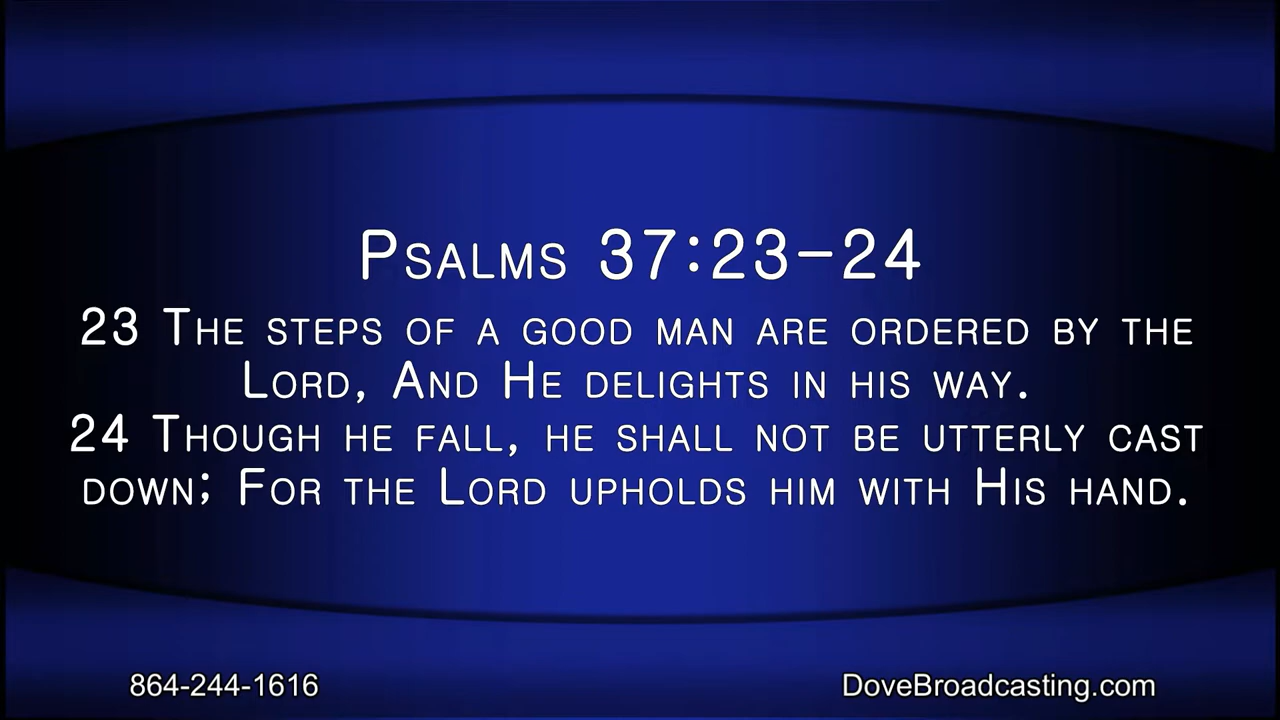 Psalms 37:23-24
23 The steps of a good man are ordered by the
Lord, And He delights in his way.
24 Though he fall, he shall not be utterly cast
down; For the Lord upholds him with His hand.
864-244-1616
DoveBroadcasting.com